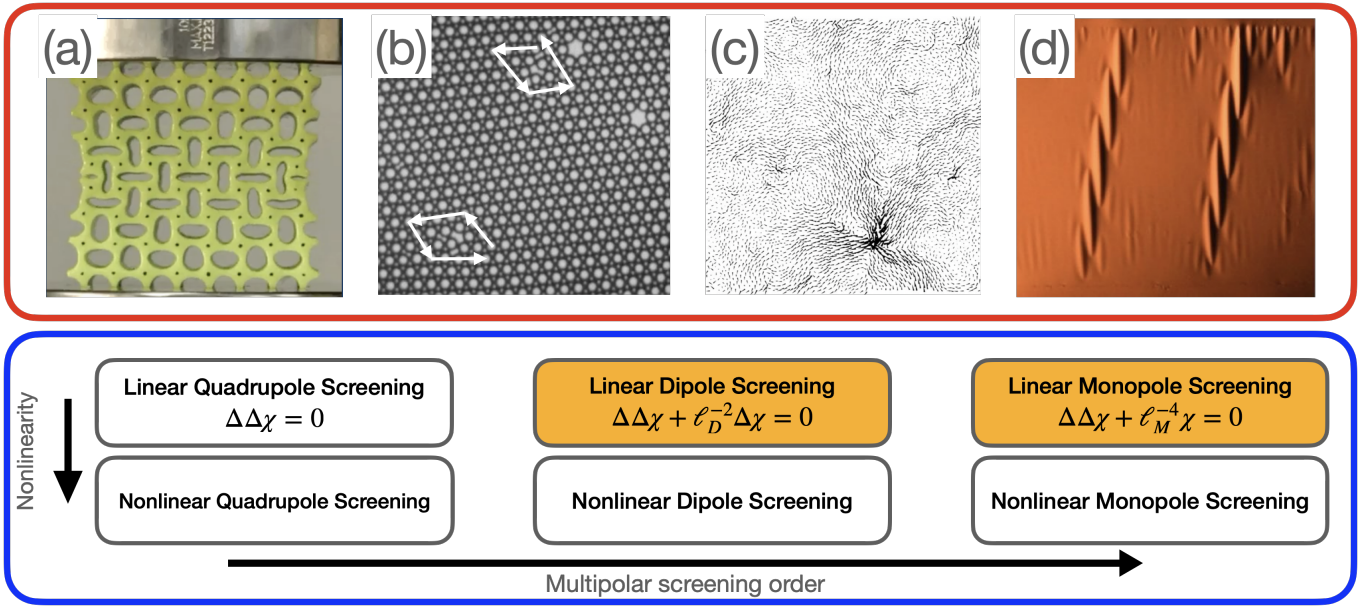 (a)
(b)
(c)
(d)
T1223
Nonlinearity
Linear Quadrupole Screening
ΔΔχ = 0
Linear Dipole Screening
ΔΔχ + ℓ_D^{-2}Δχ = 0
Linear Monopole Screening
ΔΔχ + ℓ_M^{-4}χ = 0
Nonlinear Quadrupole Screening
Nonlinear Dipole Screening
Nonlinear Monopole Screening
Multipolar screening order